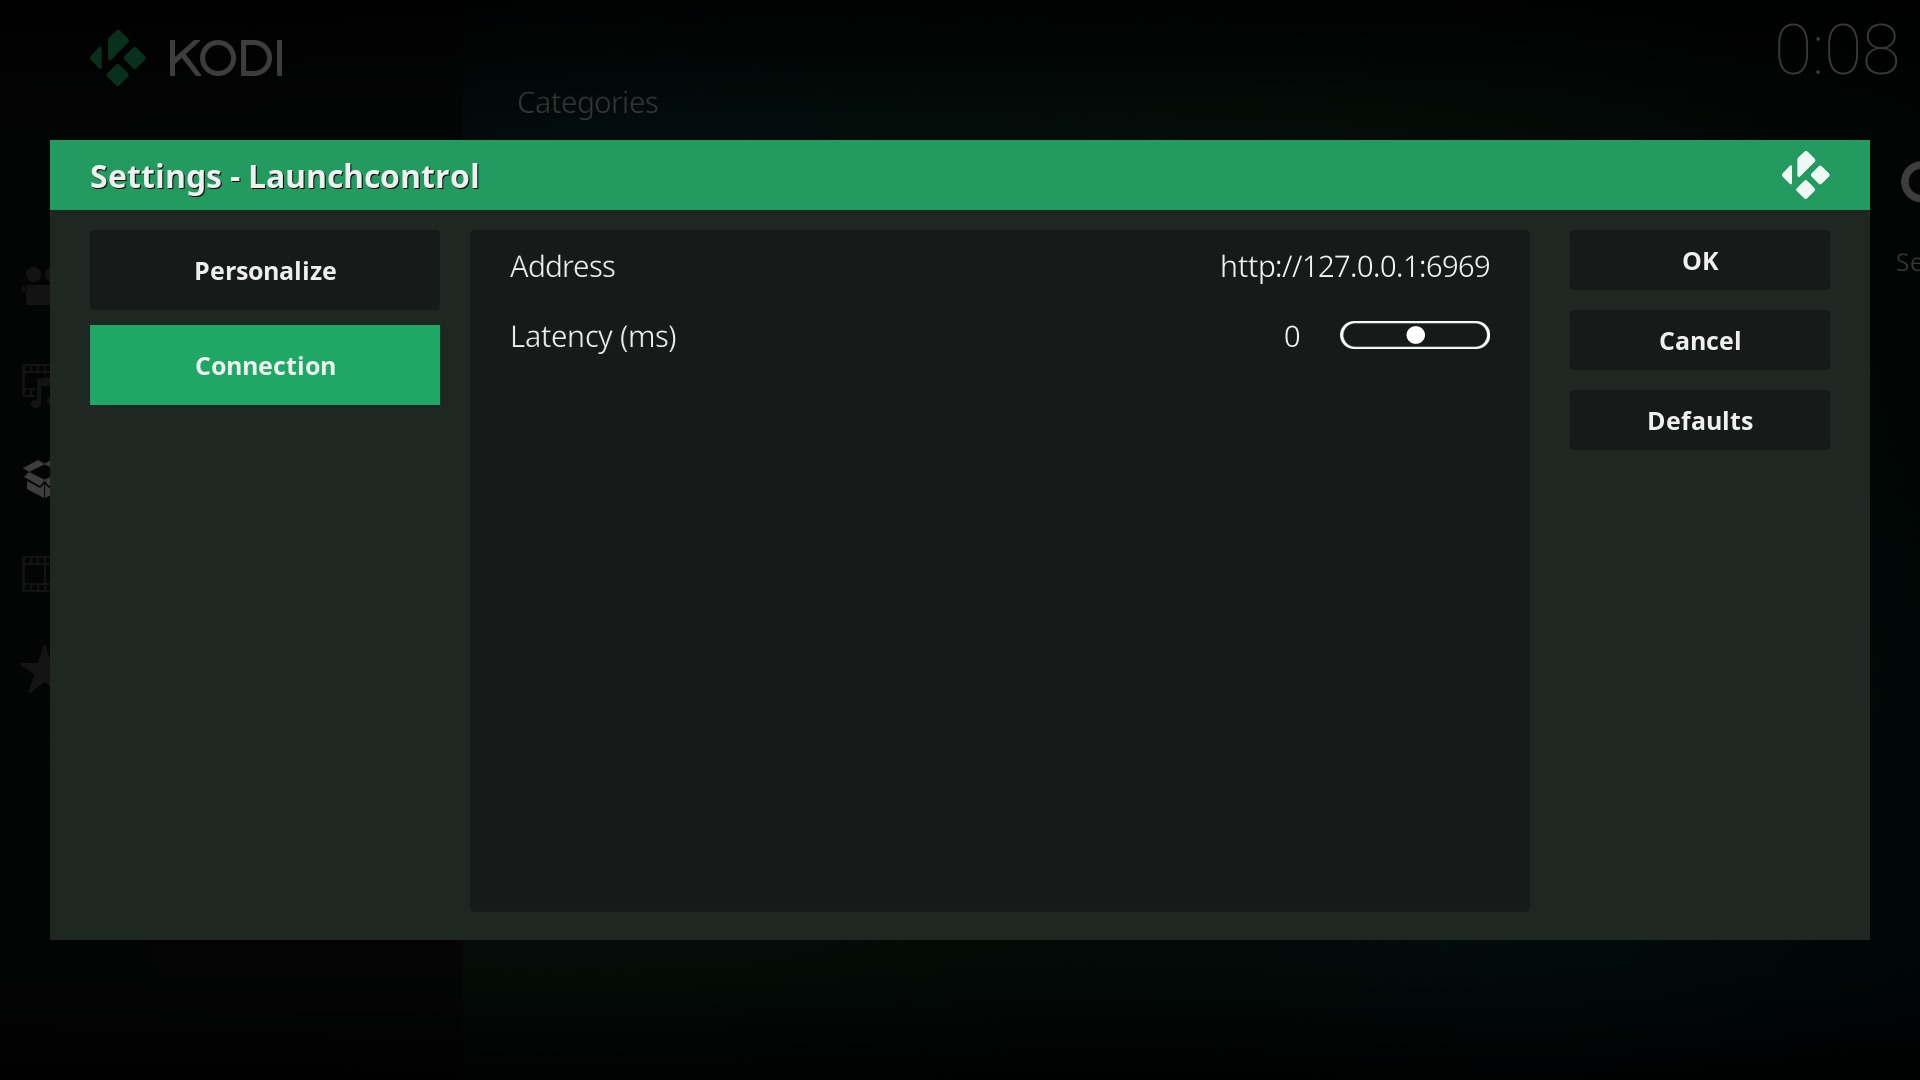 KODI
0:08
Categories
Settings - Launchcontrol
Personalize
Connection
Address http://127.0.0.1:6969
Latency (ms) 0
OK
Cancel
Defaults